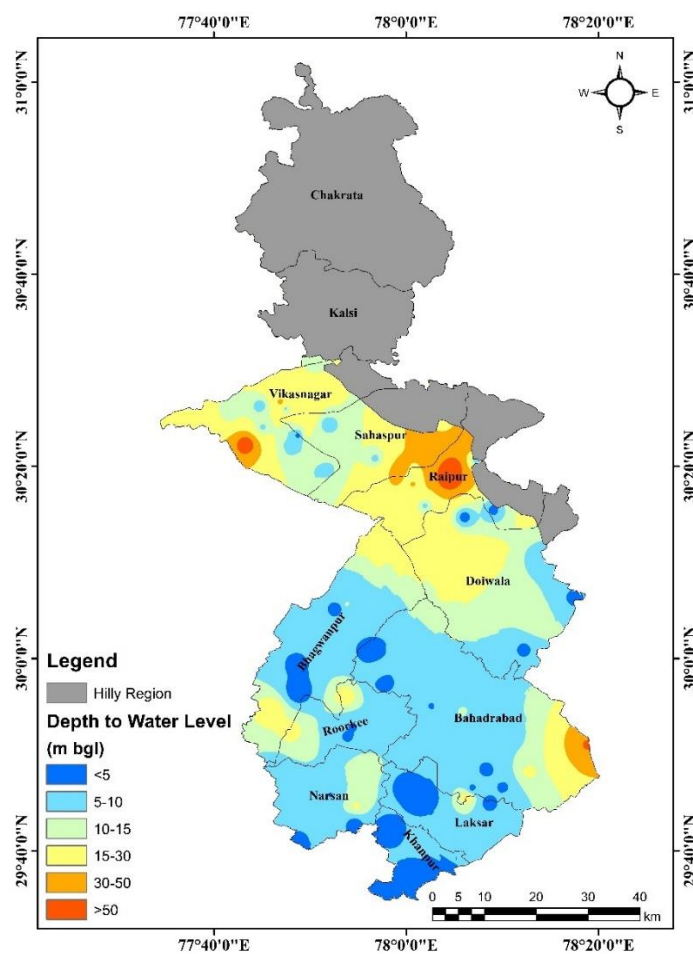 77°40'0"E 78°0'0"E 78°20'0"E
31°0'0"N
31°0'0"N
N
W E
S
Chakrata
30°40'0"N
30°40'0"N
Kalsi
Vikasnagar
Sahaspur
30°20'0"N
30°20'0"N
Raipur
Doiwala
30°0'0"N
30°0'0"N
Bhagwanpur
Legend
Hilly Region
Depth to Water Level
(m bgl)
<5
5-10
10-15
15-30
30-50
>50
Roorkee
Bahadrabad
Narsan
Laksar
Khanpur
29°40'0"N
29°40'0"N
0 5 10 20 30 40
km
77°40'0"E 78°0'0"E 78°20'0"E